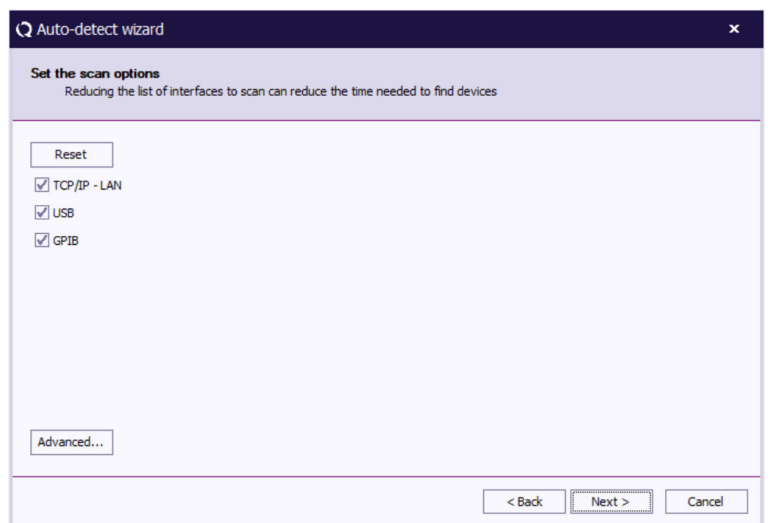 Auto-detect wizard
Set the scan options
Reducing the list of interfaces to scan can reduce the time needed to find devices
Reset
TCP/IP - LAN
USB
GPIB
Advanced...
< Back Next > Cancel